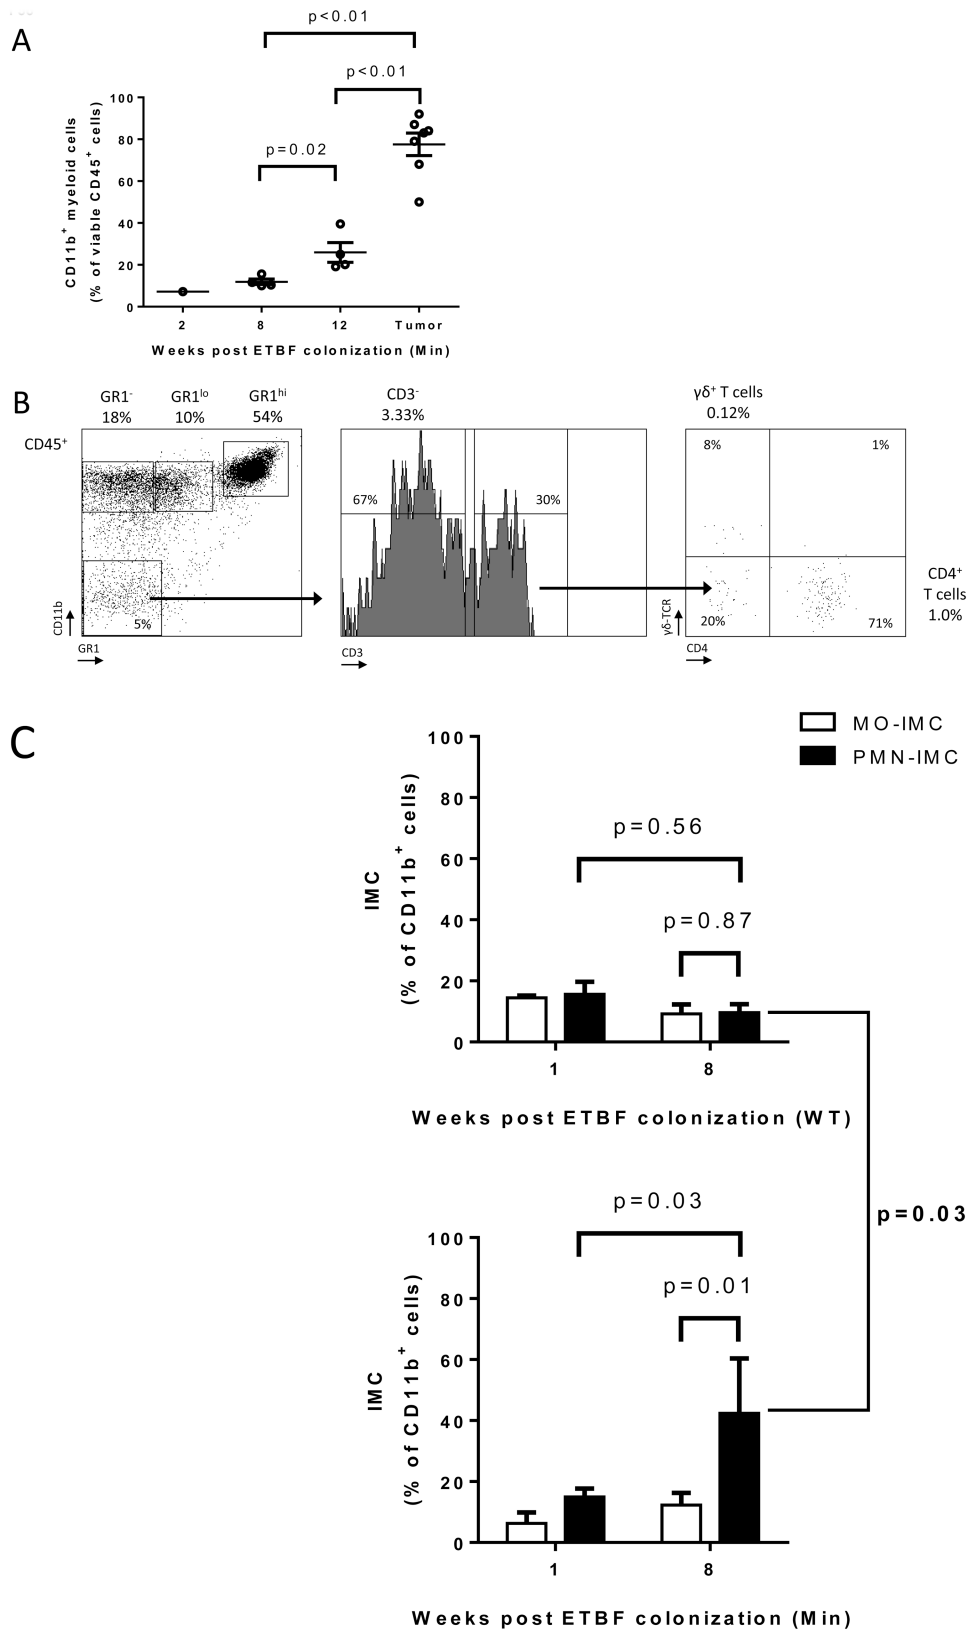 A
p<0.01
p<0.01
p=0.02
CD11b+ myeloid cells
(% of viable CD45+ cells)
100
80
60
40
20
0
2 8 12 Tumor
Weeks post ETBF colonization (Min)
B
GR1- GR1lo GR1hi
18% 10% 54%
CD45+
5%
CD11b
GR1
CD3-
3.33%
67% 30%
CD3
γδ+ T cells
0.12%
8% 1%
20% 71%
γδ-TCR
CD4
CD4+
T cells
1.0%
C
MO-IMC
PMN-IMC
IMC
(% of CD11b+ cells)
100
80
60
40
20
0
p=0.56
p=0.87
1 8
Weeks post ETBF colonization (WT)
p=0.03
IMC
(% of CD11b+ cells)
100
80
60
40
20
0
p=0.03
p=0.01
1 8
Weeks post ETBF colonization (Min)